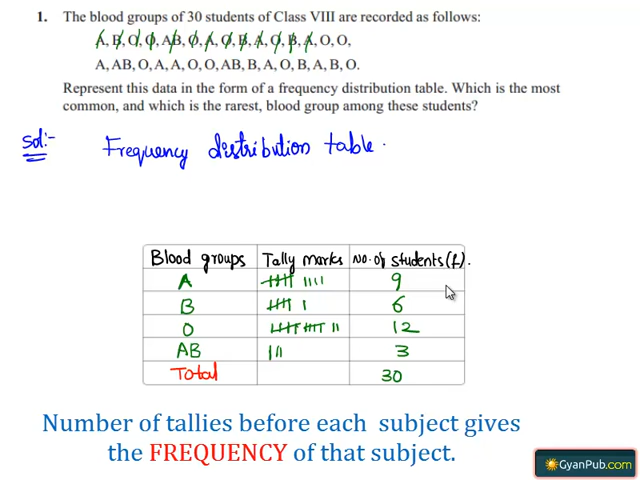 1. The blood groups of 30 students of Class VIII are recorded as follows:
A, B, O, O, AB, O, A, O, B, A, O, B, A, O, O,
A, AB, O, A, A, O, O, AB, B, A, O, B, A, B, O.
Represent this data in the form of a frequency distribution table. Which is the most
common, and which is the rarest, blood group among these students?
Sol:- Frequency distribution table.
Blood groups Tally marks No. of students (f).
A 9
B 6
O 12
AB 3
Total 30
Number of tallies before each subject gives
the FREQUENCY of that subject.
GyanPub.com